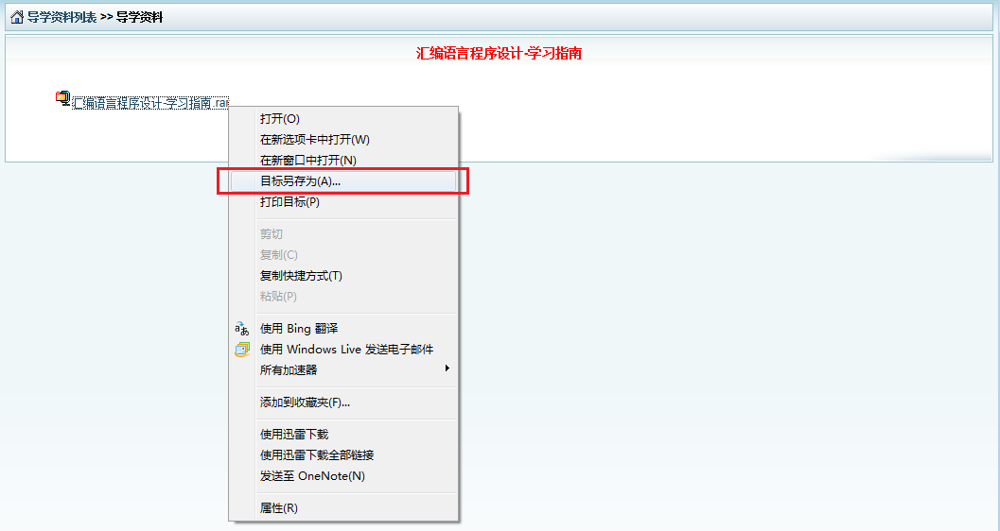 导学资料列表 >> 导学资料
汇编语言程序设计-学习指南
汇编语言程序设计-学习指南.rar
打开(O)
在新选项卡中打开(W)
在新窗口中打开(N)
目标另存为(A)...
打印目标(P)
剪切
复制(C)
复制快捷方式(T)
粘贴(P)
使用 Bing 翻译
使用 Windows Live 发送电子邮件
所有加速器
添加到收藏夹(F)...
使用迅雷下载
使用迅雷下载全部链接
发送至 OneNote(N)
属性(R)